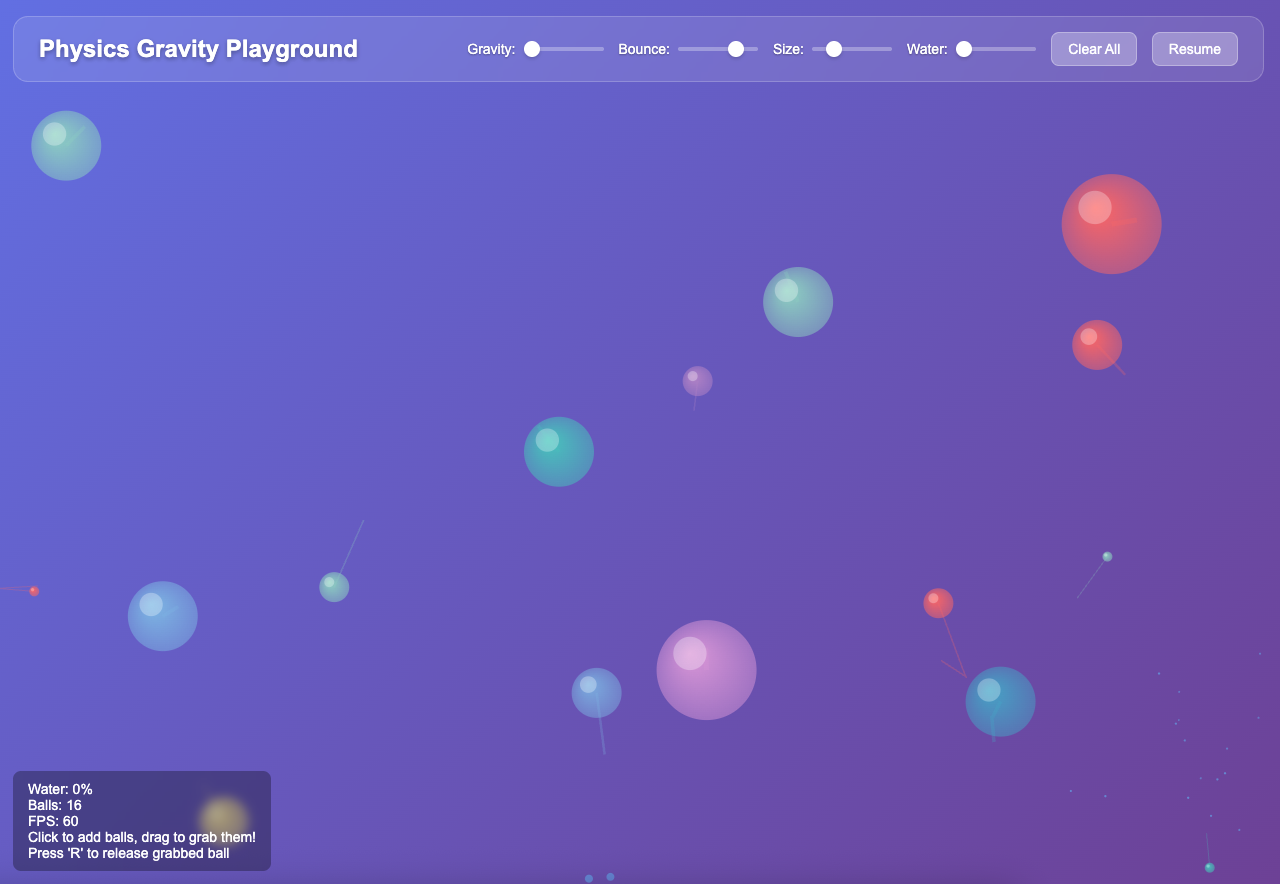 Physics Gravity Playground
Gravity: Bounce: Size: Water: Clear All Resume
Water: 0%
Balls: 16
FPS: 60
Click to add balls, drag to grab them!
Press 'R' to release grabbed ball